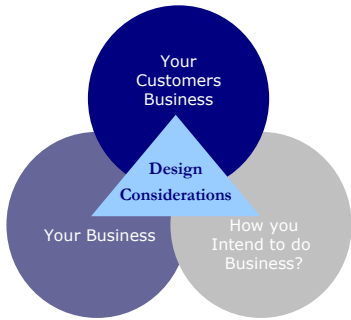 Your
Customers
Business
Design
Considerations
Your Business
How you
Intend to do
Business?